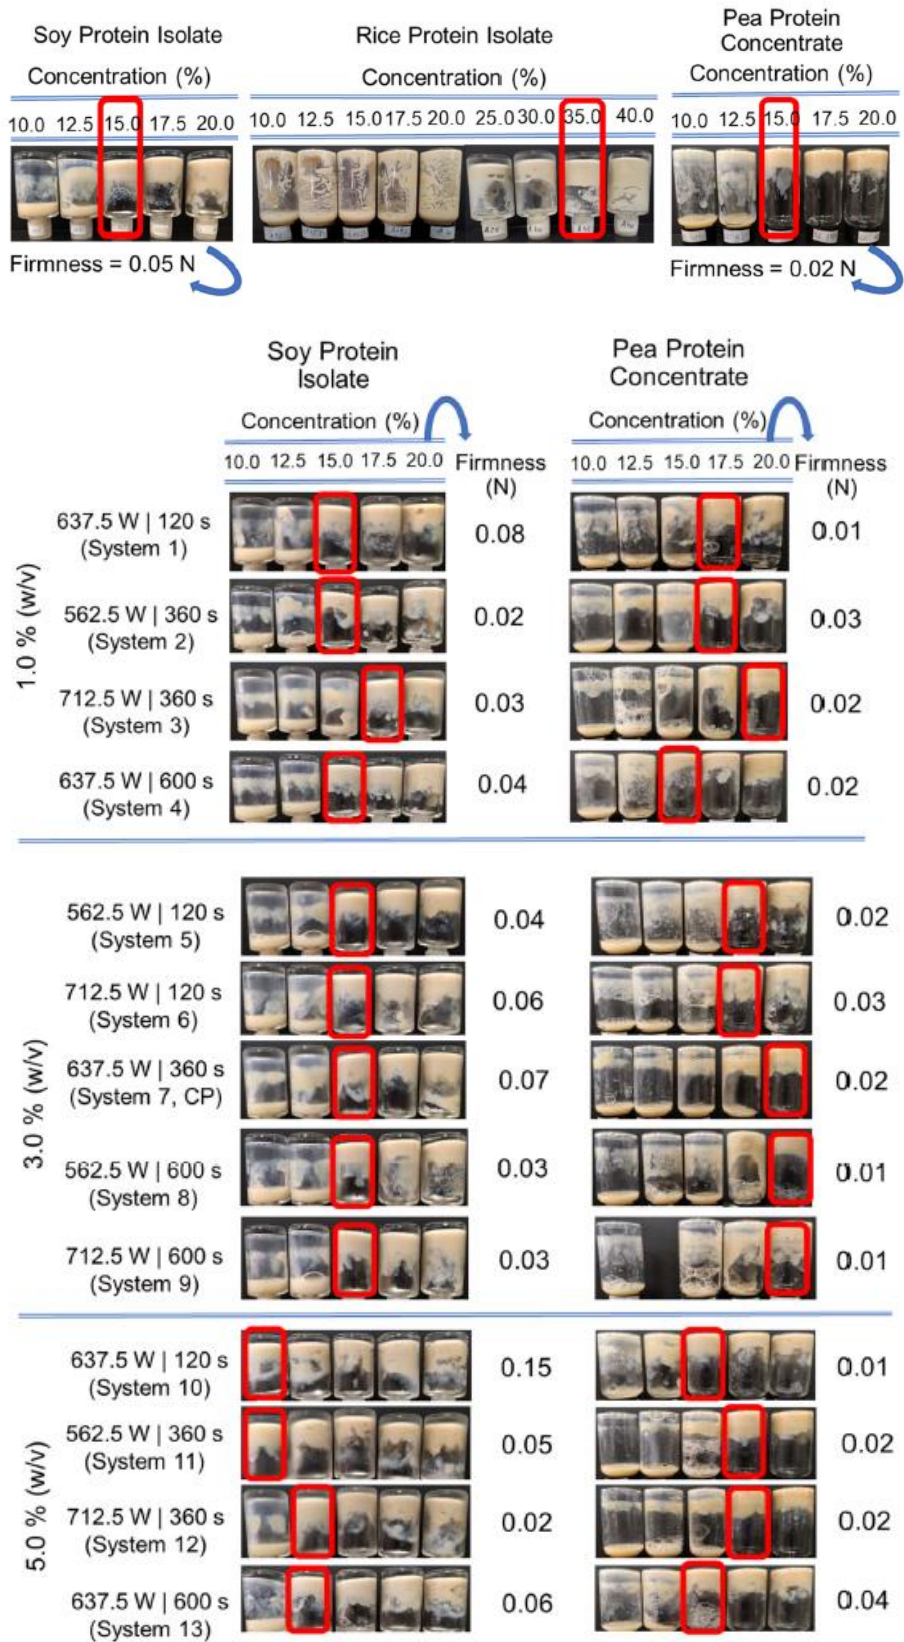 Soy Protein Isolate
Concentration (%)
10.0 12.5 15.0 17.5 20.0
Firmness = 0.05 N
Rice Protein Isolate
Concentration (%)
10.0 12.5 15.0 17.5 20.0 25.0 30.0 35.0 40.0
Pea Protein
Concentrate
Concentration (%)
10.0 12.5 15.0 17.5 20.0
Firmness = 0.02 N
Soy Protein
Isolate
Concentration (%)
10.0 12.5 15.0 17.5 20.0 Firmness
(N)
Pea Protein
Concentrate
Concentration (%)
10.0 12.5 15.0 17.5 20.0 Firmness
(N)
1.0 % (w/v)
637.5 W | 120 s
(System 1)
0.08
0.01
562.5 W | 360 s
(System 2)
0.02
0.03
712.5 W | 360 s
(System 3)
0.03
0.02
637.5 W | 600 s
(System 4)
0.04
0.02
3.0 % (w/v)
562.5 W | 120 s
(System 5)
0.04
0.02
712.5 W | 120 s
(System 6)
0.06
0.03
637.5 W | 360 s
(System 7, CP)
0.07
0.02
562.5 W | 600 s
(System 8)
0.03
0.01
712.5 W | 600 s
(System 9)
0.03
0.01
5.0 % (w/v)
637.5 W | 120 s
(System 10)
0.15
0.01
562.5 W | 360 s
(System 11)
0.05
0.02
712.5 W | 360 s
(System 12)
0.02
0.02
637.5 W | 600 s
(System 13)
0.06
0.04